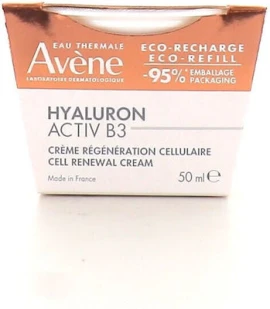 EAU THERMALE
Avène
LABORATOIRE DERMATOLOGIQUE
ECO-RECHARGE
ECO-REFILL
-95%* EMBALLAGE
PACKAGING
HYALURON
ACTIV B3
CRÈME RÉGÉNÉRATION CELLULAIRE
CELL RENEWAL CREAM
Made in France
50 ml ℮